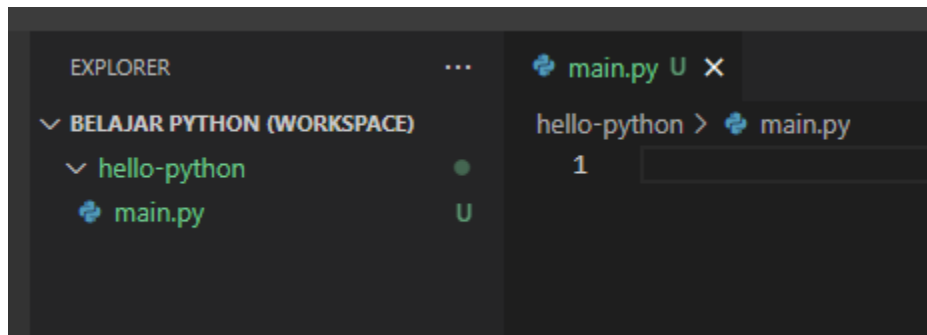 EXPLORER ...
BELAJAR PYTHON (WORKSPACE)
hello-python
main.py U
main.py U
hello-python > main.py
1